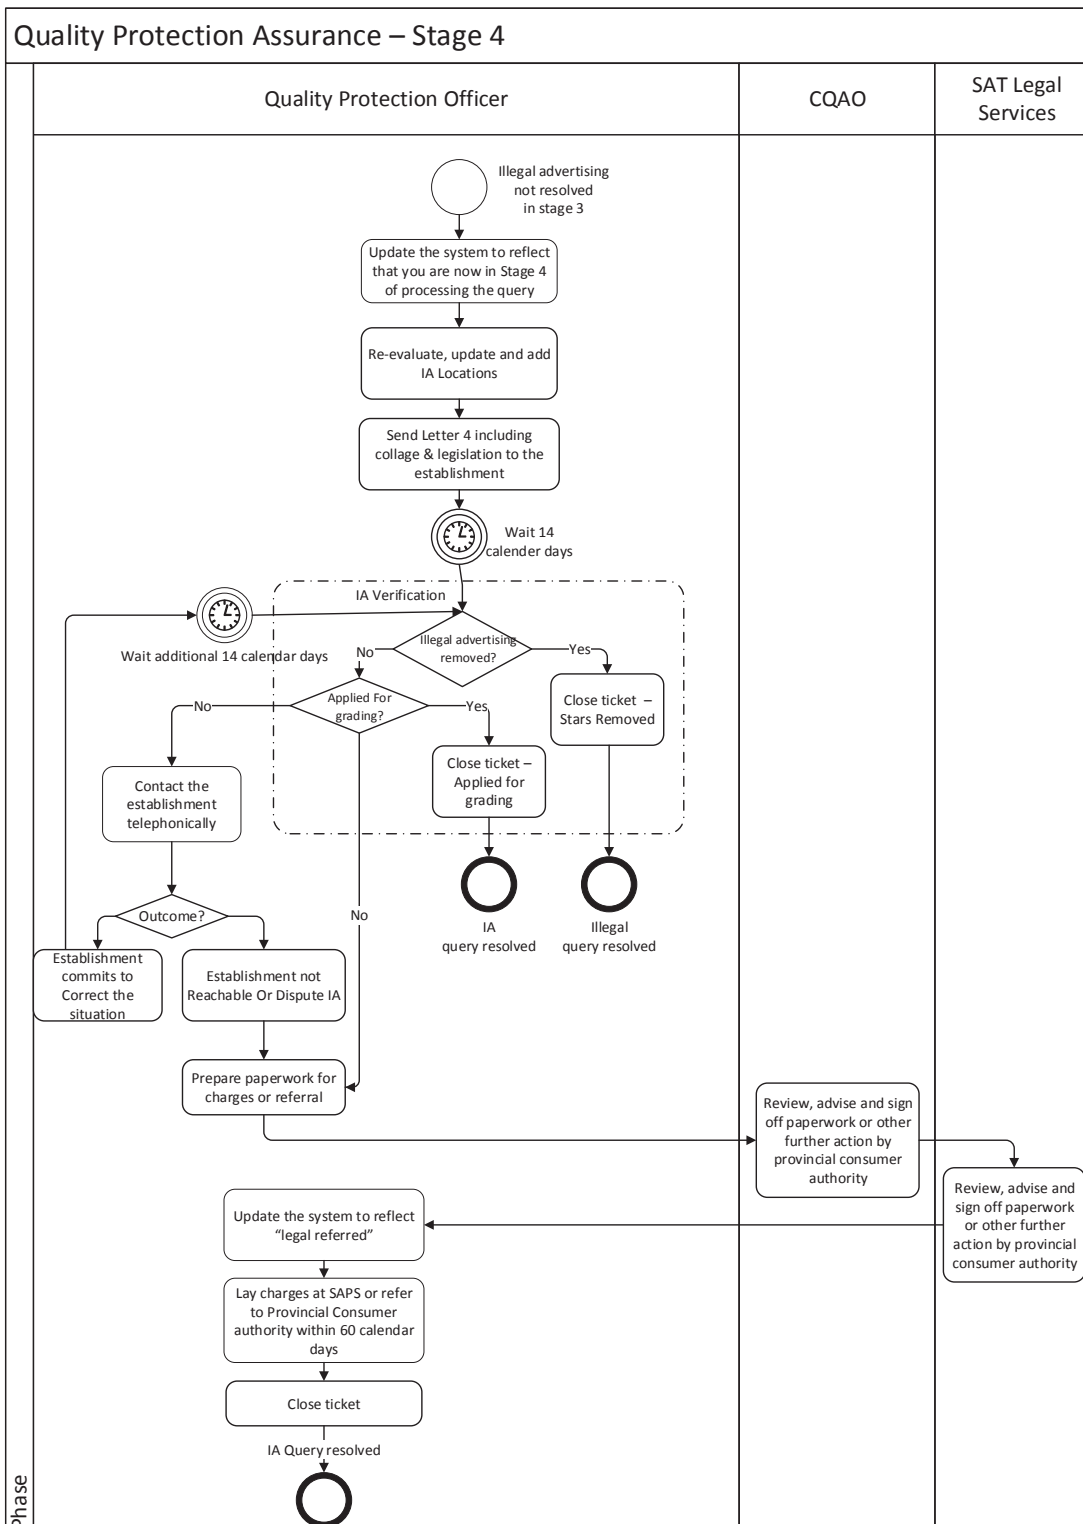 Quality Protection Assurance – Stage 4
Quality Protection Officer
CQAO
SAT Legal
Services
Illegal advertising
not resolved
in stage 3
Update the system to reflect
that you are now in Stage 4
of processing the query
Re-evaluate, update and add
IA Locations
Send Letter 4 including
collage & legislation to the
establishment
Wait 14
calender days
IA Verification
Wait additional 14 calendar days
Illegal advertising
removed?
No
Yes
Applied For
grading?
No
Yes
Close ticket –
Stars Removed
Close ticket –
Applied for
grading
Contact the
establishment
telephonically
Outcome?
No
IA
query resolved
Illegal
query resolved
Establishment
commits to
Correct the
situation
Establishment not
Reachable Or Dispute IA
Prepare paperwork for
charges or referral
Review, advise and sign
off paperwork or other
further action by
provincial consumer
authority
Review, advise and
sign off paperwork
or other further
action by provincial
consumer authority
Update the system to reflect
“legal referred”
Lay charges at SAPS or refer
to Provincial Consumer
authority within 60 calendar
days
Close ticket
IA Query resolved
Phase